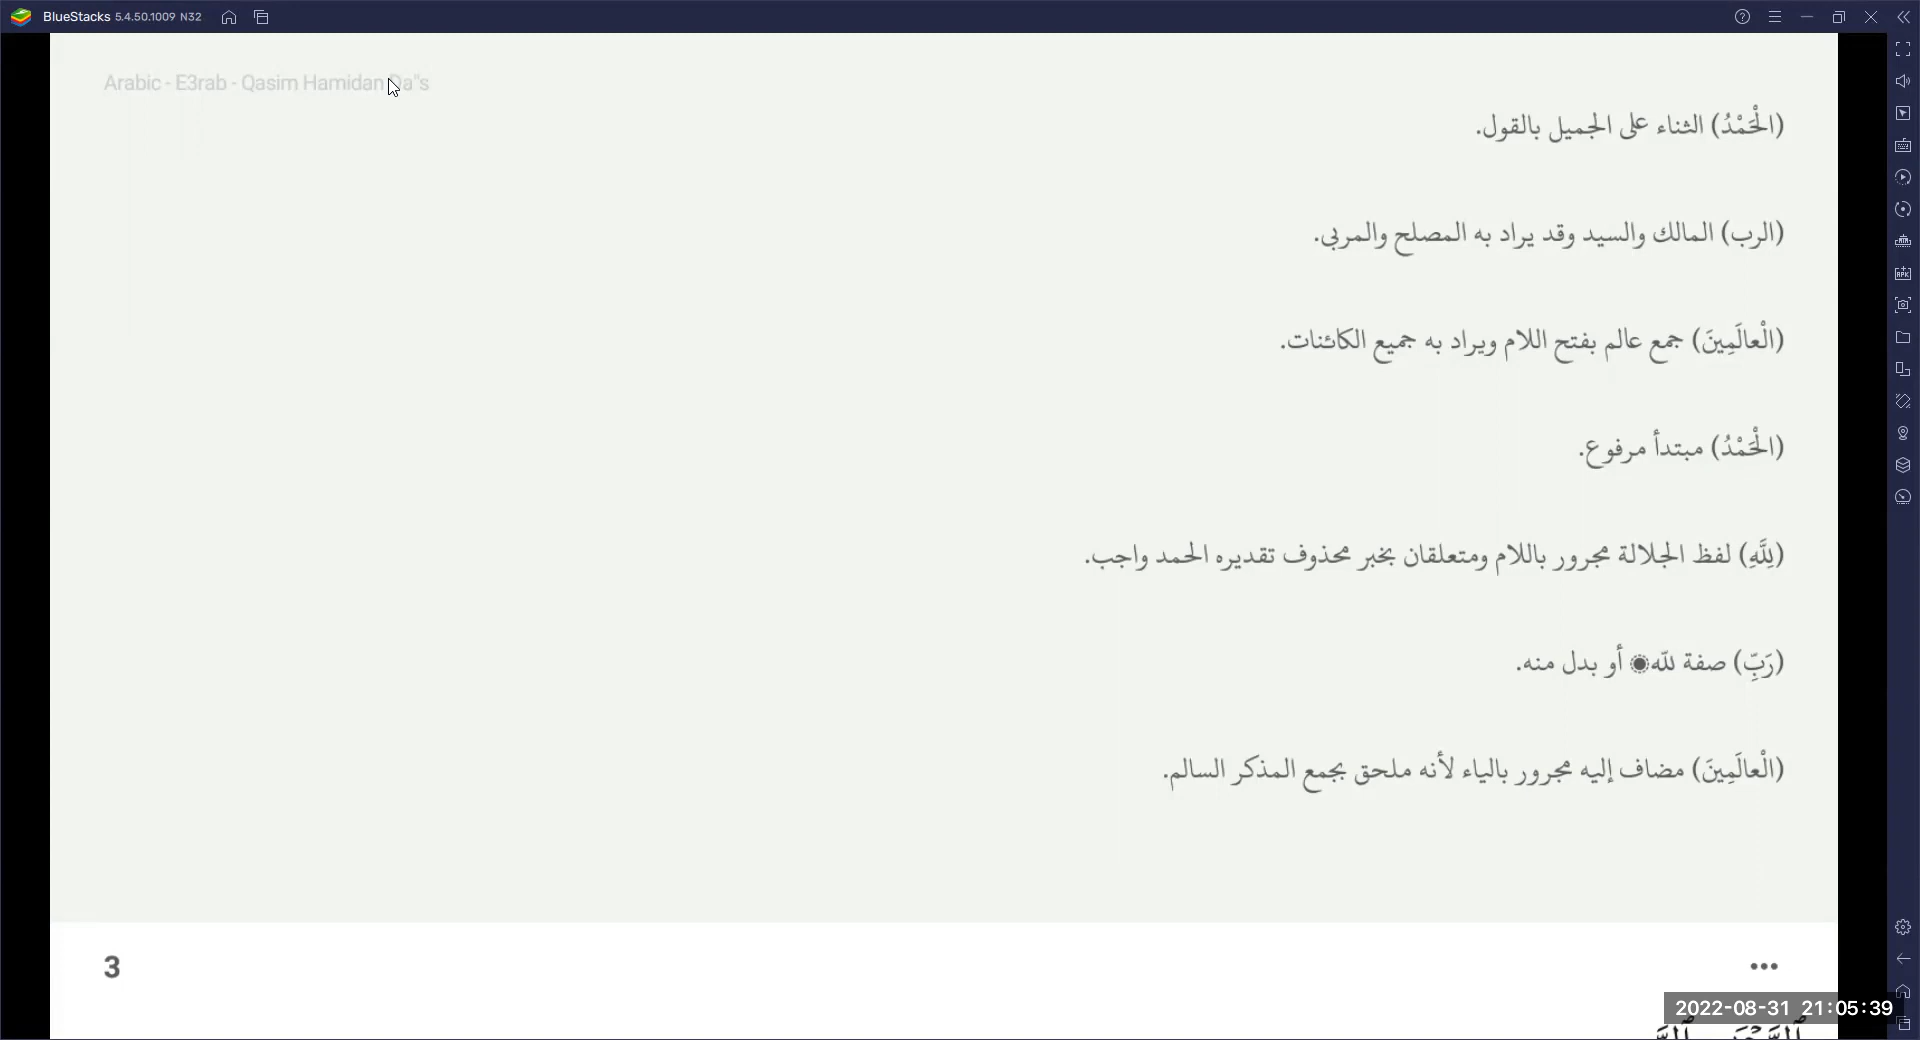 BlueStacks 5.4.50.1009 N32
Arabic - E3rab - Qasim Hamidan Da"s
(الْحَمْدُ) الثناء على الجميل بالقول.
(الرب) المالك والسيد وقد يراد به المصلح والمربي.
(الْعالَمِينَ) جمع عالم بفتح اللام ويراد به جميع الكائنات.
(الْحَمْدُ) مبتدأ مرفوع.
(لِلَّهِ) لفظ الجلالة مجرور باللام ومتعلقان بخبر محذوف تقديره الحمد واجب.
(رَبِّ) صفة للّه أو بدل منه.
(الْعالَمِينَ) مضاف إليه مجرور بالياء لأنه ملحق بجمع المذكر السالم.
3
2022-08-31 21:05:39